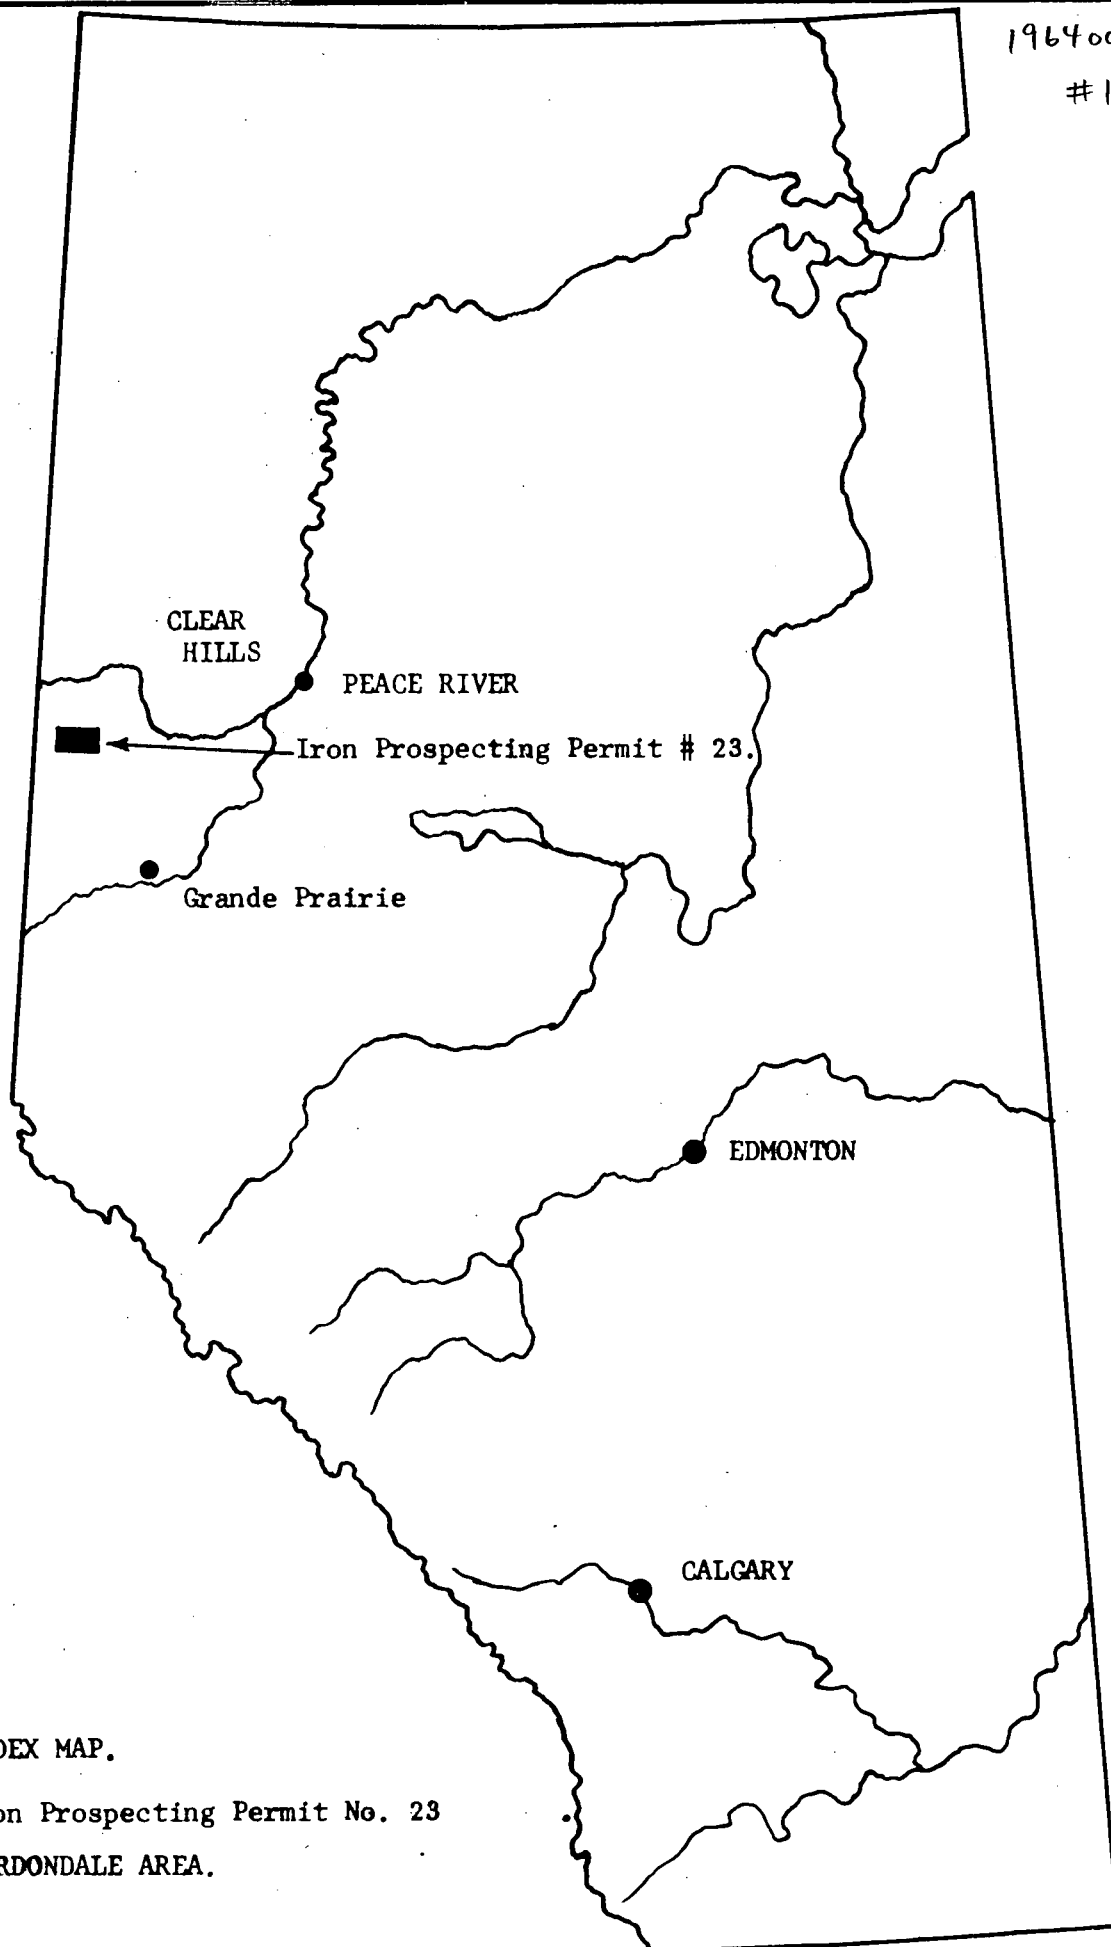 #1
CLEAR
HILLS
PEACE RIVER
Iron Prospecting Permit # 23.
Grande Prairie
EDMONTON
CALGARY
DEX MAP.
on Prospecting Permit No. 23
RDONDALE AREA.